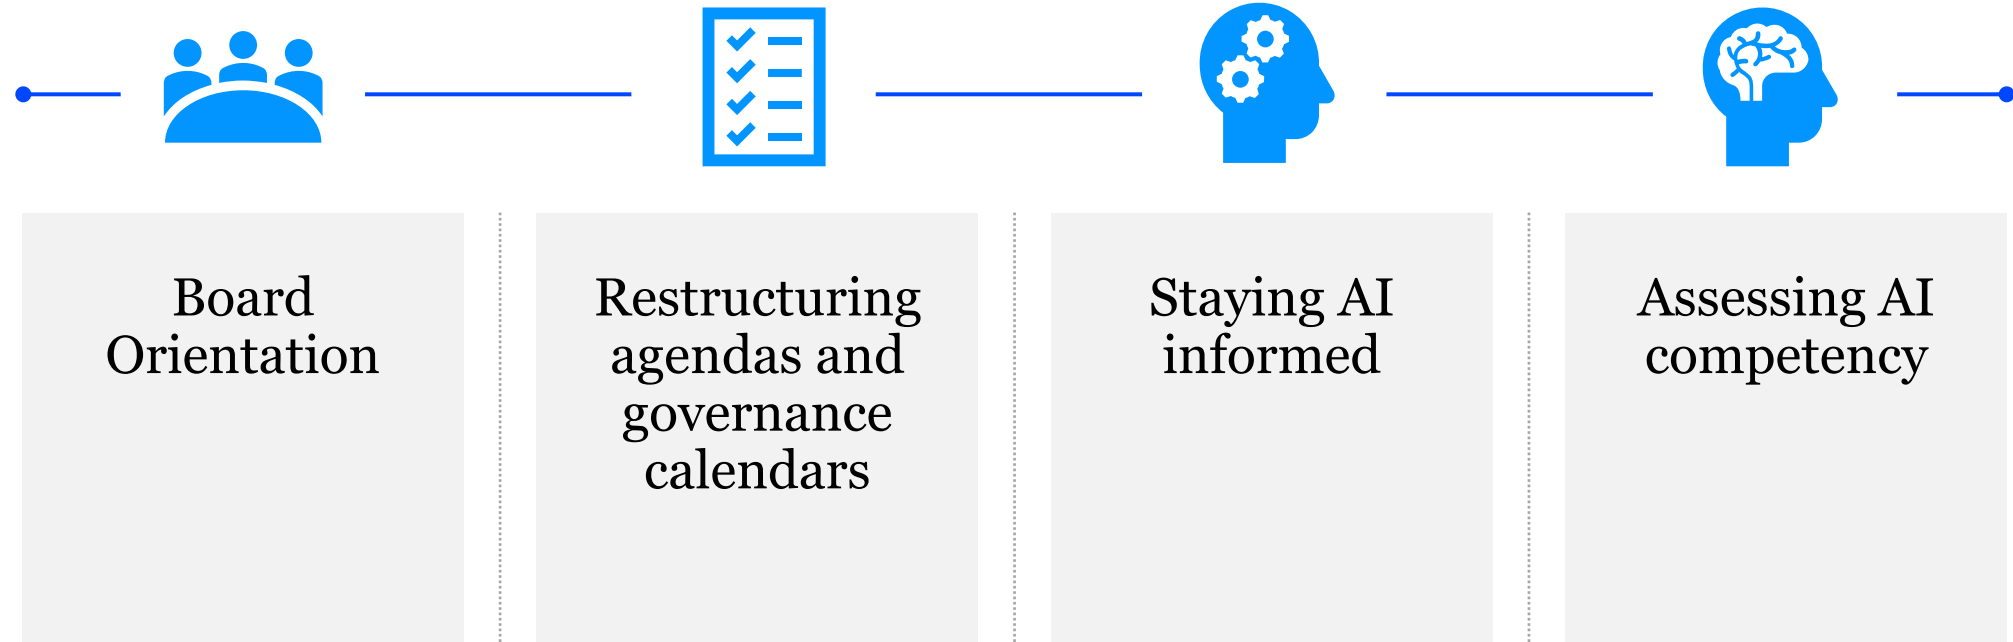 Board
Orientation
Restructuring
agendas and
governance
calendars
Staying AI
informed
Assessing AI
competency